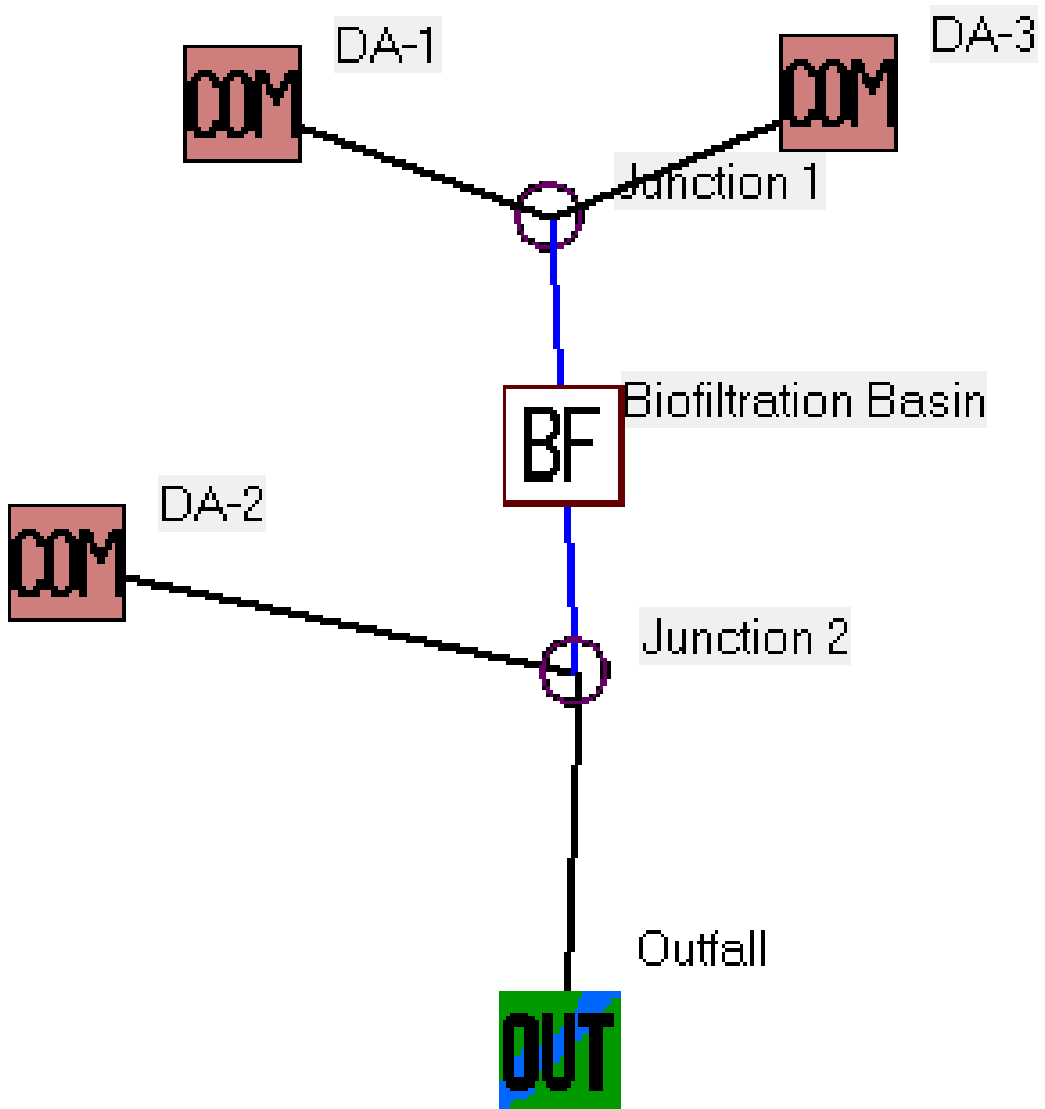 DA-1
DA-3
COM
COM
Junction 1
Biofiltration Basin
BF
DA-2
COM
Junction 2
Outfall
OUT